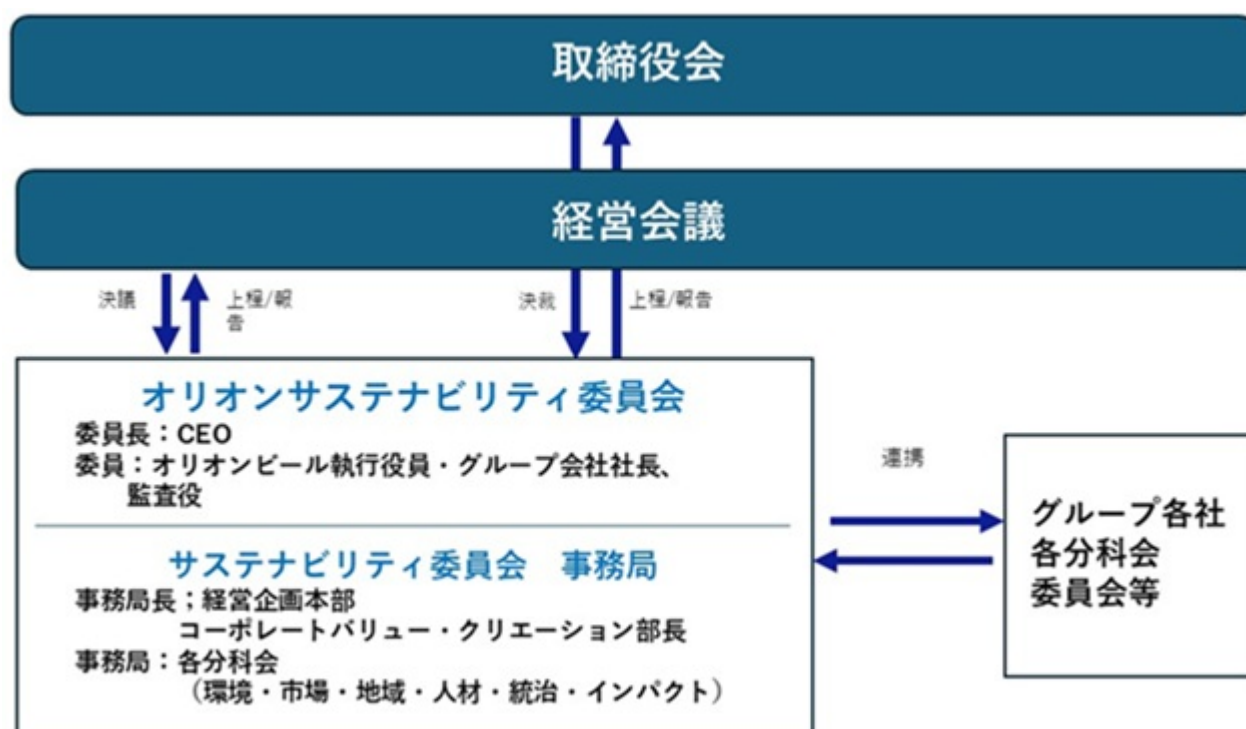 取締役会
経営会議
決議
上程/報
告
決裁
上程/報告
オリオンサステナビリティ委員会
委員長：CEO
委員：オリオンビール執行役員・グループ会社社長、
監査役
サステナビリティ委員会　事務局
事務局長；経営企画本部
コーポレートバリュー・クリエーション部長
事務局：各分科会
（環境・市場・地域・人材・統治・インパクト）
連携
グループ各社
各分科会
委員会等